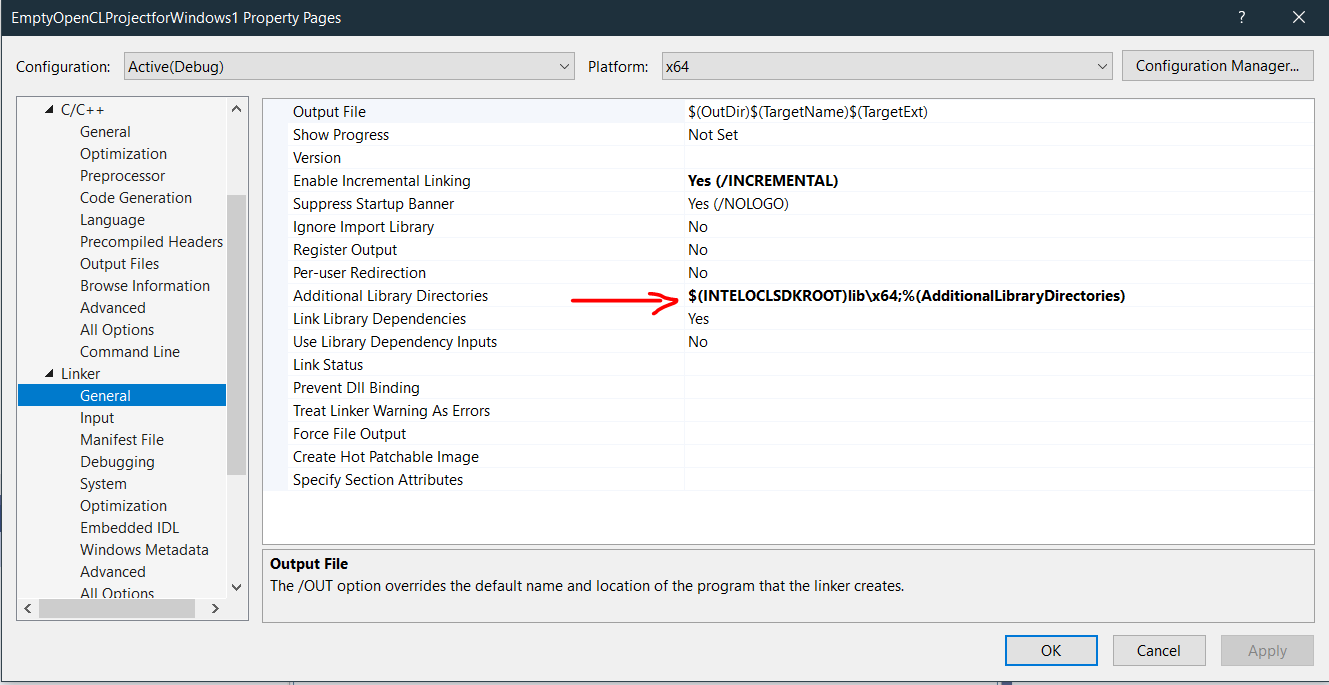 EmptyOpenCLProjectforWindows1 Property Pages
?
Configuration: Active(Debug) Platform: x64 Configuration Manager...
C/C++
General
Optimization
Preprocessor
Code Generation
Language
Precompiled Headers
Output Files
Browse Information
Advanced
All Options
Command Line
Linker
General
Input
Manifest File
Debugging
System
Optimization
Embedded IDL
Windows Metadata
Advanced
All Options
Output File $(OutDir)$(TargetName)$(TargetExt)
Show Progress Not Set
Version
Enable Incremental Linking Yes (/INCREMENTAL)
Suppress Startup Banner Yes (/NOLOGO)
Ignore Import Library No
Register Output No
Per-user Redirection No
Additional Library Directories $(INTELOCLSDKROOT)lib\x64;%(AdditionalLibraryDirectories)
Link Library Dependencies Yes
Use Library Dependency Inputs No
Link Status
Prevent Dll Binding
Treat Linker Warning As Errors
Force File Output
Create Hot Patchable Image
Specify Section Attributes
Output File
The /OUT option overrides the default name and location of the program that the linker creates.
OK Cancel Apply